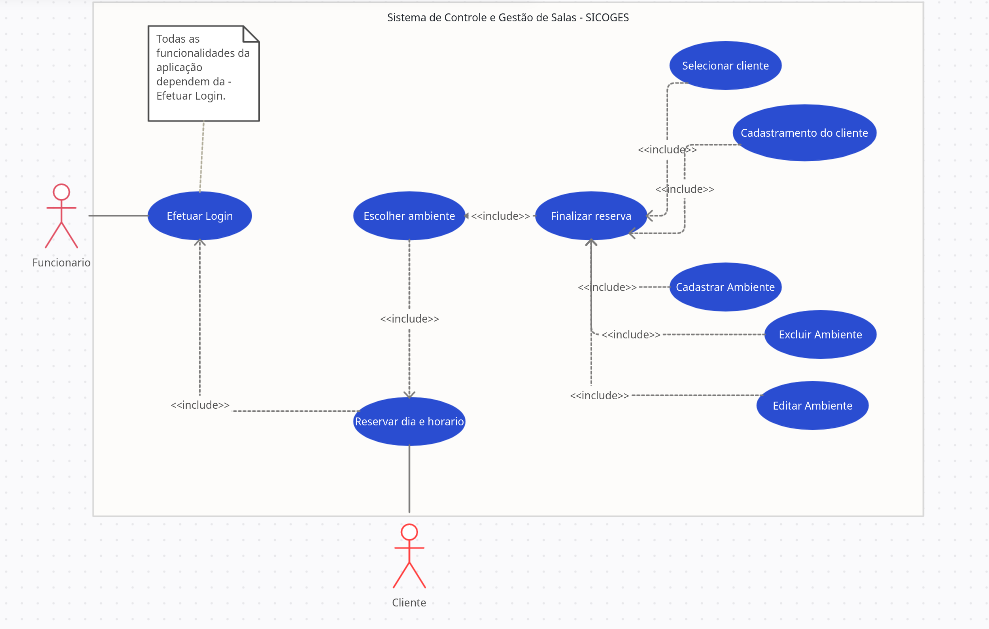 Sistema de Controle e Gestão de Salas - SICOGES
Todas as
funcionalidades da
aplicação
dependem da -
Efetuar Login.
Selecionar cliente
Cadastramento do cliente
<<include>>
<<include>>
Efetuar Login
Escolher ambiente
<<include>>
Finalizar reserva
Funcionario
<<include>>
Cadastrar Ambiente
<<include>>
<<include>>
Excluir Ambiente
<<include>>
Editar Ambiente
<<include>>
Reservar dia e horario
Cliente